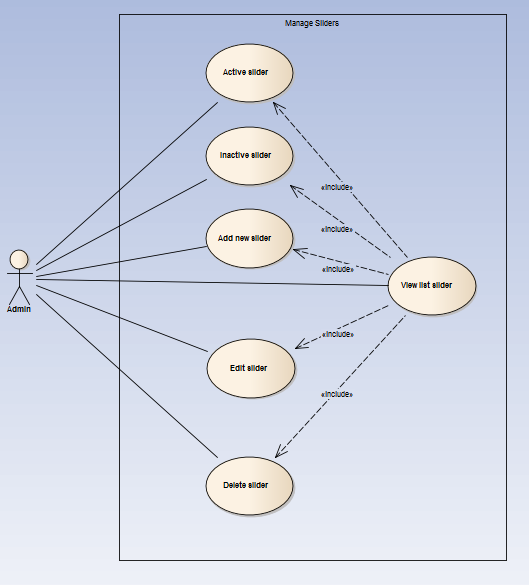 Manage Sliders
Active slider
Inactive slider
«include»
Add new slider
«include»
«include»
View list slider
Admin
«include»
Edit slider
«include»
Delete slider